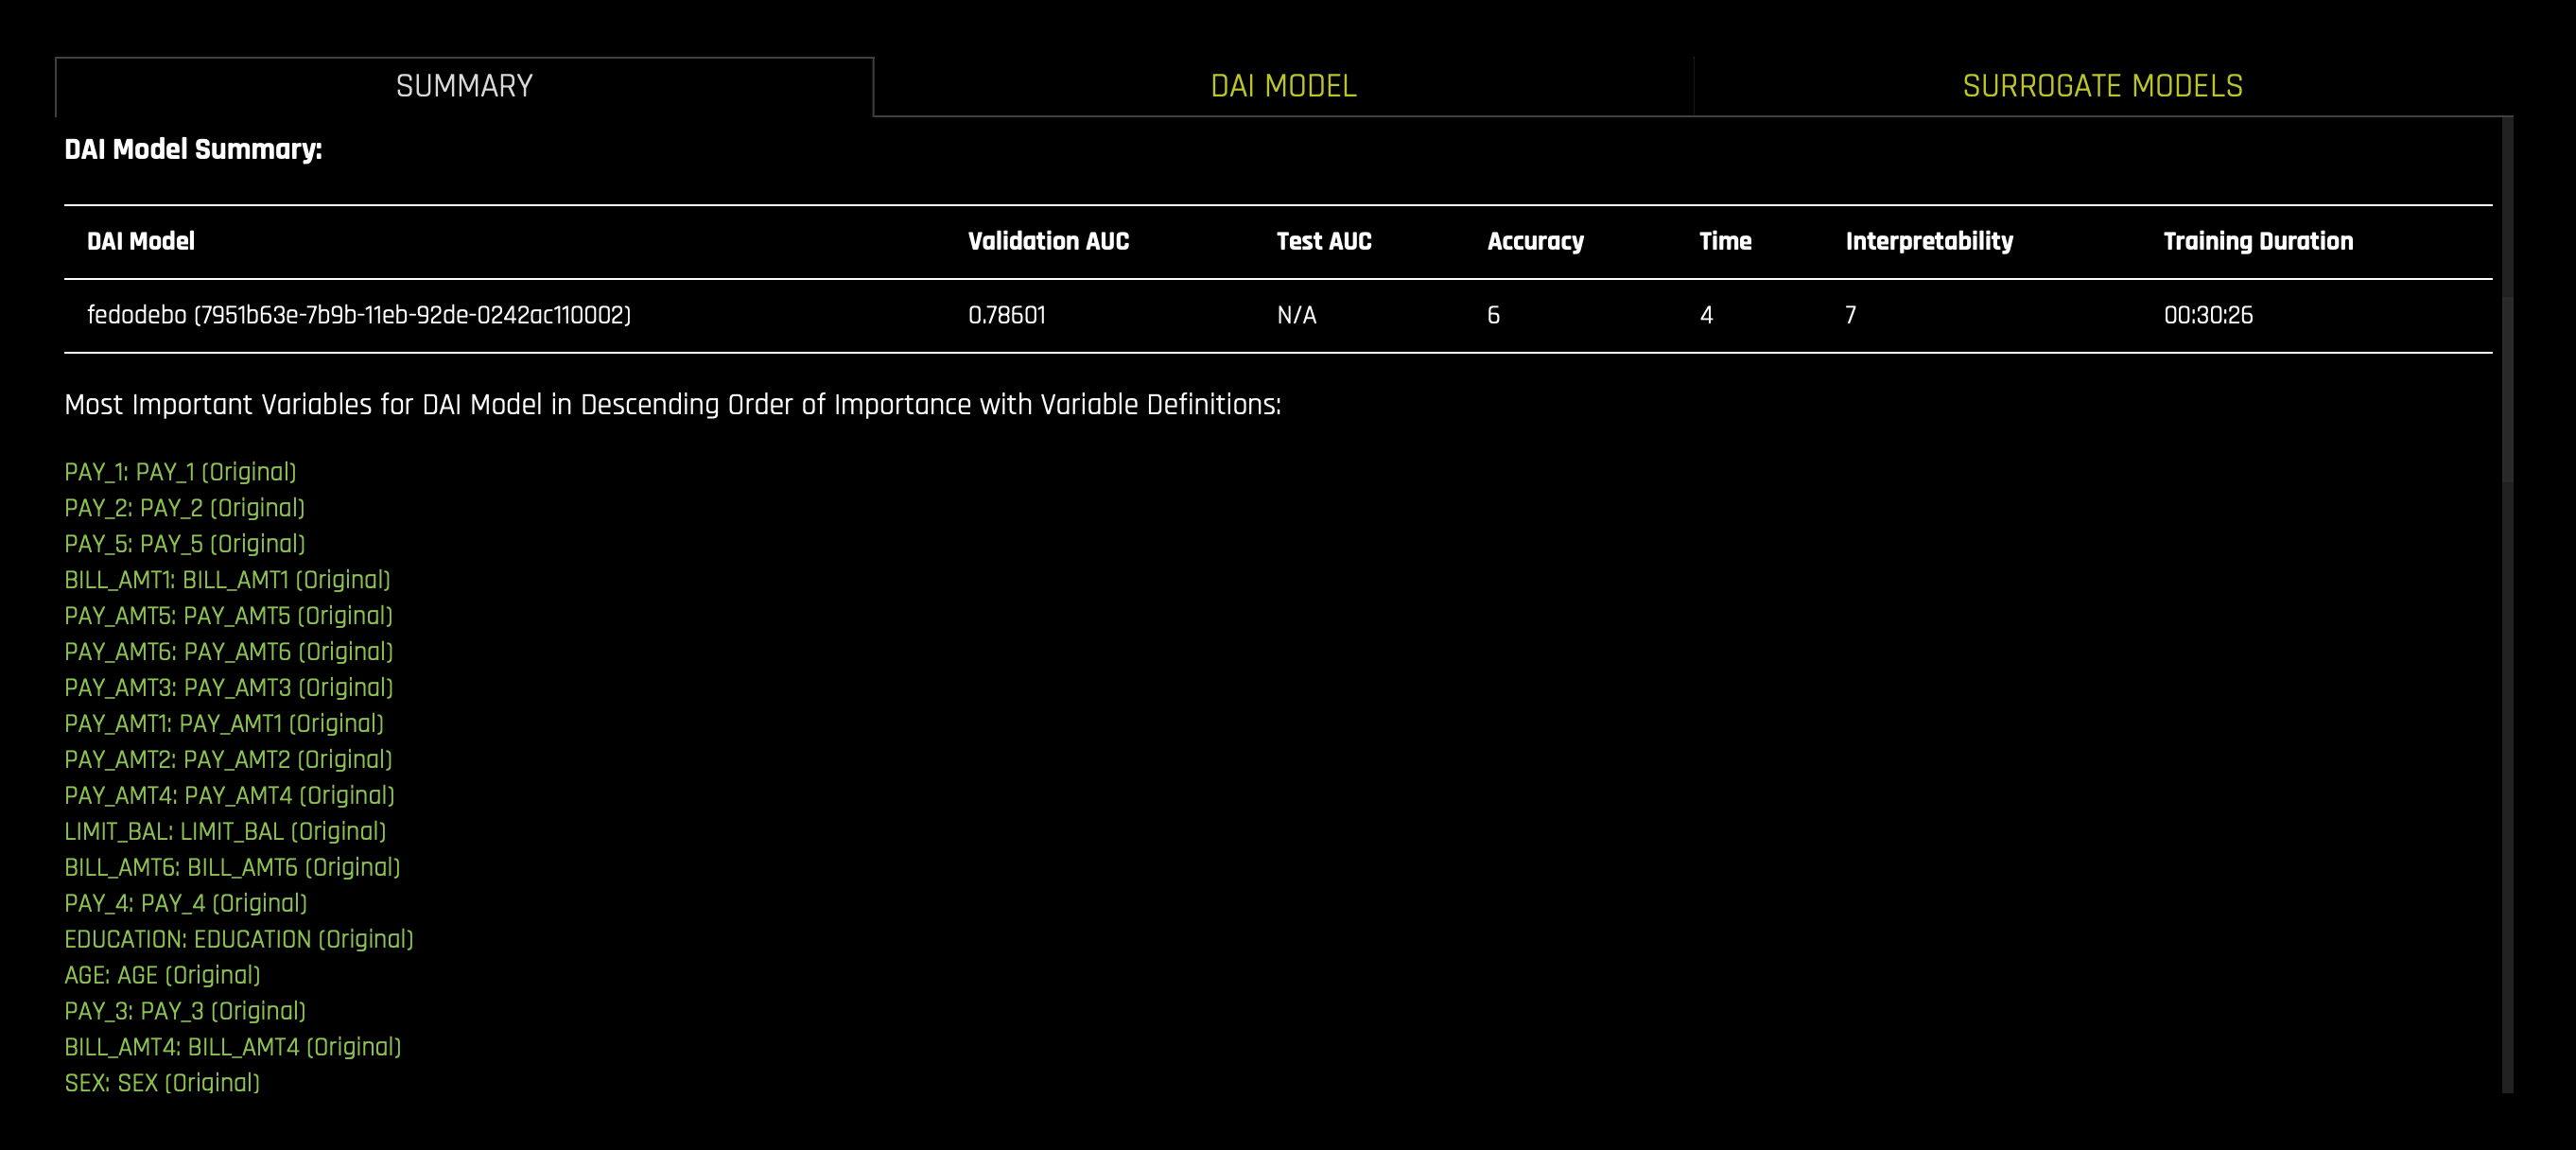 SUMMARY DAI MODEL SURROGATE MODELS
DAI Model Summary:
DAI Model Validation AUC Test AUC Accuracy Time Interpretability Training Duration
fedodebo (7951b63e-7b9b-11eb-92de-0242ac110002) 0.78601 N/A 6 4 7 00:30:26
Most Important Variables for DAI Model in Descending Order of Importance with Variable Definitions:
PAY_1: PAY_1 (Original)
PAY_2: PAY_2 (Original)
PAY_5: PAY_5 (Original)
BILL_AMT1: BILL_AMT1 (Original)
PAY_AMT5: PAY_AMT5 (Original)
PAY_AMT6: PAY_AMT6 (Original)
PAY_AMT3: PAY_AMT3 (Original)
PAY_AMT1: PAY_AMT1 (Original)
PAY_AMT2: PAY_AMT2 (Original)
PAY_AMT4: PAY_AMT4 (Original)
LIMIT_BAL: LIMIT_BAL (Original)
BILL_AMT6: BILL_AMT6 (Original)
PAY_4: PAY_4 (Original)
EDUCATION: EDUCATION (Original)
AGE: AGE (Original)
PAY_3: PAY_3 (Original)
BILL_AMT4: BILL_AMT4 (Original)
SEX: SEX (Original)